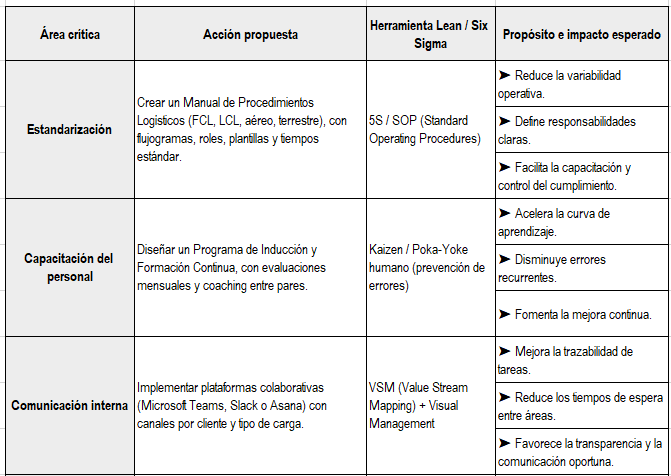 Área critica
Acción propuesta
Herramienta Lean / Six
Sigma
Propósito e impacto esperado
Estandarización
Crear un Manual de Procedimientos
Logísticos (FCL, LCL, aéreo, terrestre), con
flujogramas, roles, plantillas y tiempos
estándar.
5S / SOP (Standard
Operating Procedures)
➤ Reduce la variabilidad
operativa.
➤ Define responsabilidades
claras.
➤ Facilita la capacitación y
control del cumplimiento.
Capacitación del
personal
Diseñar un Programa de Inducción y
Formación Continua, con evaluaciones
mensuales y coaching entre pares.
Kaizen / Poka-Yoke
humano (prevención de
errores)
➤ Acelera la curva de
aprendizaje.
➤ Disminuye errores
recurrentes.
➤ Fomenta la mejora continua.
Comunicación interna
Implementar plataformas colaborativas
(Microsoft Teams, Slack o Asana) con
canales por cliente y tipo de carga.
VSM (Value Stream
Mapping) + Visual
Management
➤ Mejora la trazabilidad de
tareas.
➤ Reduce los tiempos de espera
entre áreas.
➤ Favorece la transparencia y la
comunicación oportuna.